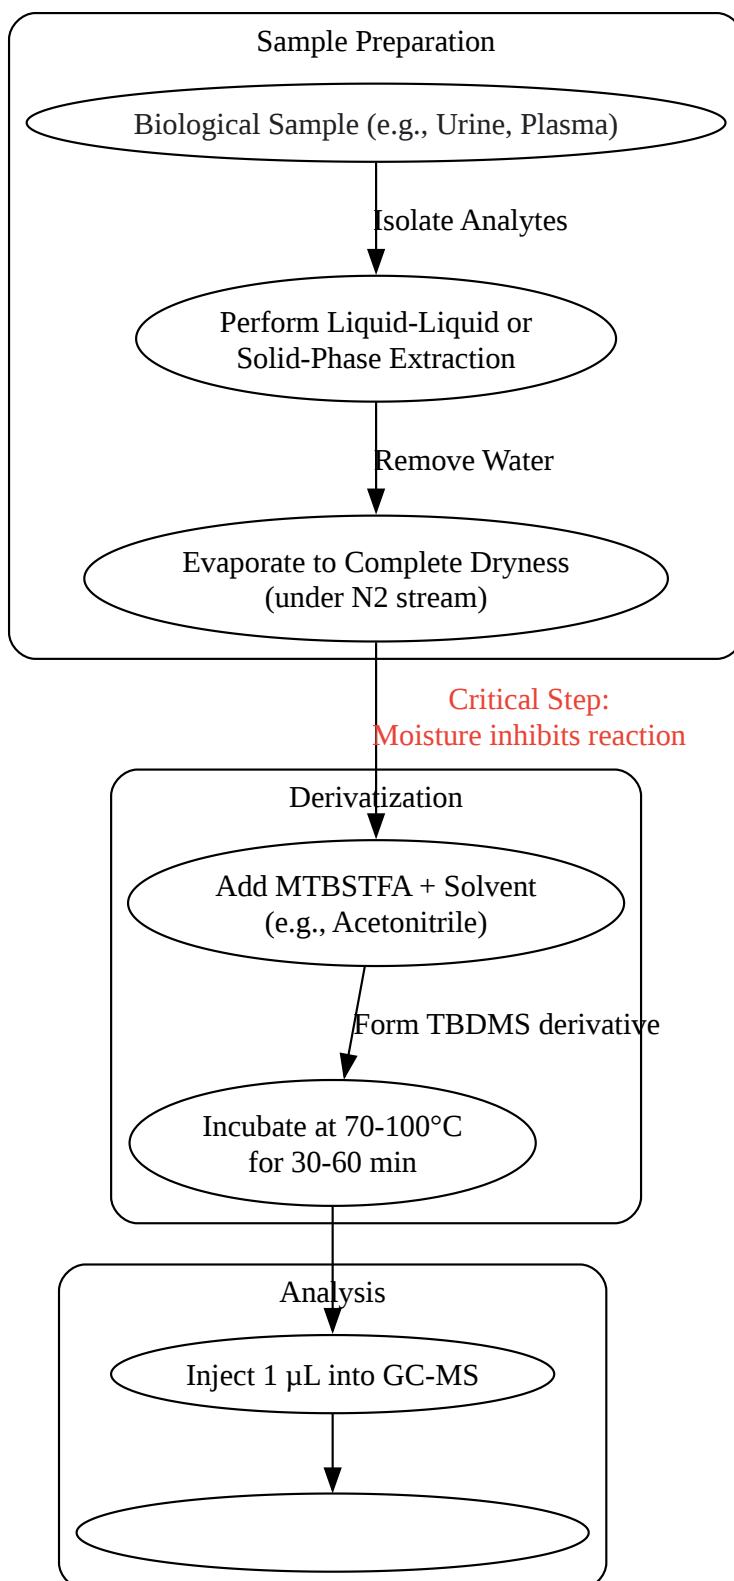 Sample Preparation
Biological Sample (e.g., Urine, Plasma)
Isolate Analytes
Perform Liquid-Liquid or
Solid-Phase Extraction
Remove Water
Evaporate to Complete Dryness
(under N2 stream)
Critical Step:
Moisture inhibits reaction
Derivatization
Add MTBSTFA + Solvent
(e.g., Acetonitrile)
Form TBDMS derivative
Incubate at 70-100°C
for 30-60 min
Analysis
Inject 1 µL into GC-MS